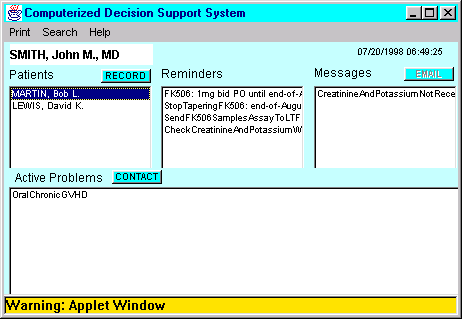 Computerized Decision Support System
Print Search Help
SMITH, John M., MD
07/20/1998 06:49:25
Patients RECORD
Reminders
Messages EMAIL
MARTIN, Bob L.
LEWIS, David K.
FK506: 1mg bid PO until end-of-A
StopTaperingFK506: end-of-Augu
SendFK506SamplesAssayToLTF
CheckCreatinineAndPotassiumW
CreatinineAndPotassiumNotRece
Active Problems CONTACT
OralChronicGVHD
Warning: Applet Window